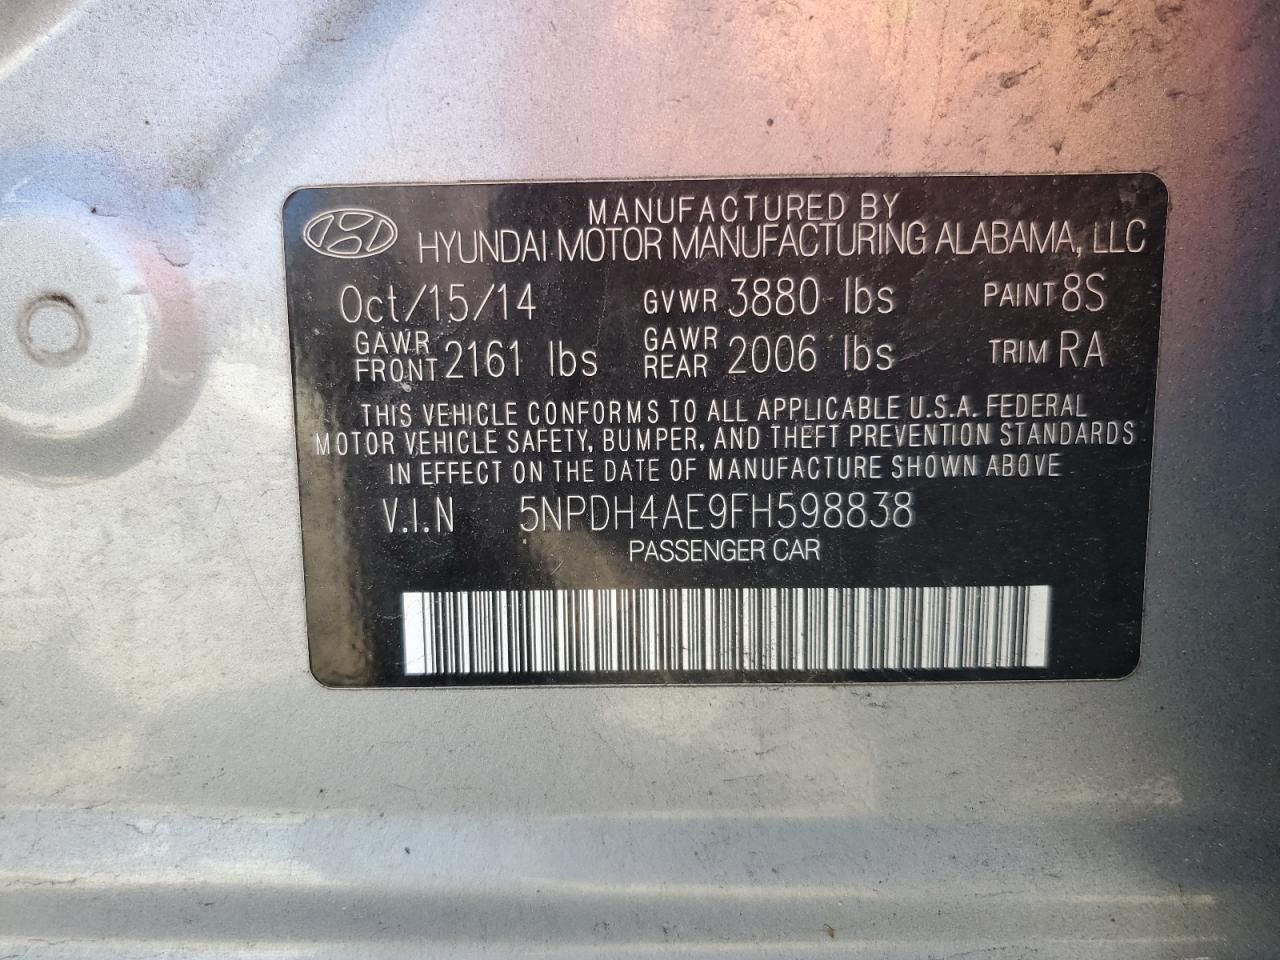 MANUFACTURED BY
HYUNDAI MOTOR MANUFACTURING ALABAMA, LLC
Oct/15/14 GVWR 3880 lbs PAINT 8S
GAWR FRONT 2161 lbs GAWR REAR 2006 lbs TRIM RA
THIS VEHICLE CONFORMS TO ALL APPLICABLE U.S.A. FEDERAL
MOTOR VEHICLE SAFETY, BUMPER, AND THEFT PREVENTION STANDARDS
IN EFFECT ON THE DATE OF MANUFACTURE SHOWN ABOVE
V.I.N 5NPDH4AE9FH598838
PASSENGER CAR